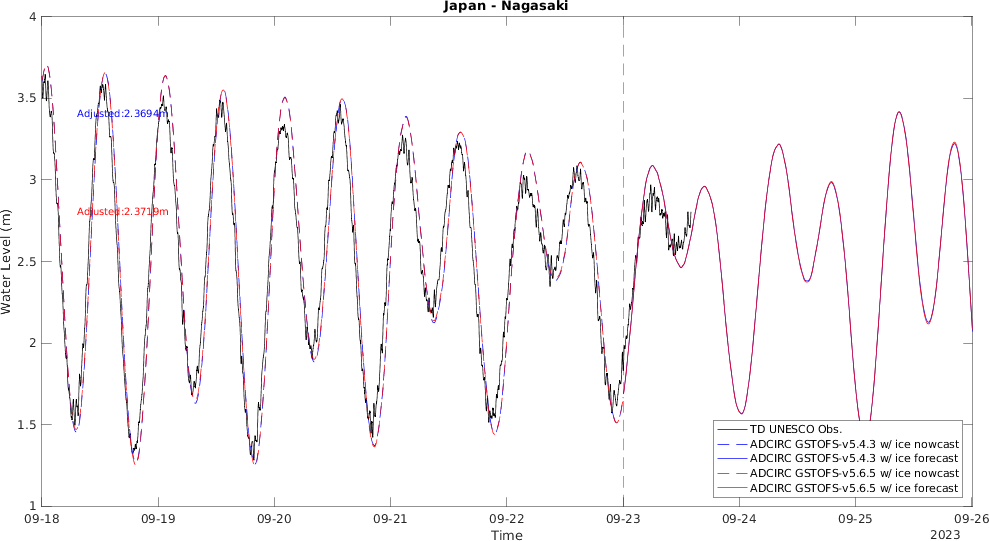 Japan - Nagasaki
4
3.5
3
2.5
2
1.5
1
Water Level (m)
Adjusted:2.3694m
Adjusted:2.3719m
TD UNESCO Obs.
ADCIRC GSTOFS-v5.4.3 w/ ice nowcast
ADCIRC GSTOFS-v5.4.3 w/ ice forecast
ADCIRC GSTOFS-v5.6.5 w/ ice nowcast
ADCIRC GSTOFS-v5.6.5 w/ ice forecast
09-18 09-19 09-20 09-21 09-22 09-23 09-24 09-25 09-26
Time
2023